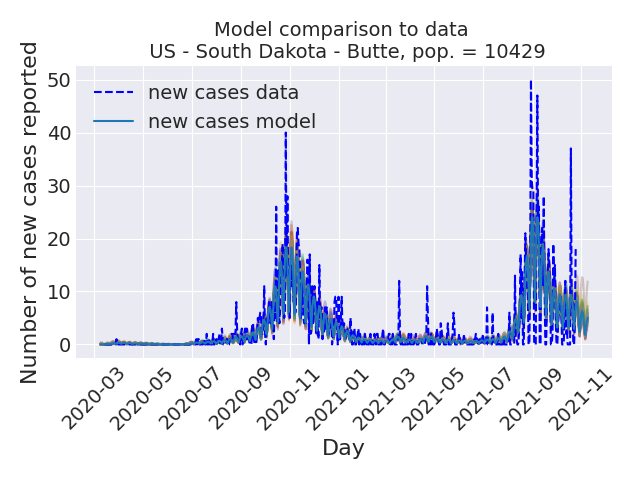 Model comparison to data
US - South Dakota - Butte, pop. = 10429
Number of new cases reported
50
40
30
20
10
0
new cases data
new cases model
2020-03
2020-05
2020-07
2020-09
2020-11
2021-01
2021-03
2021-05
2021-07
2021-09
2021-11
Day